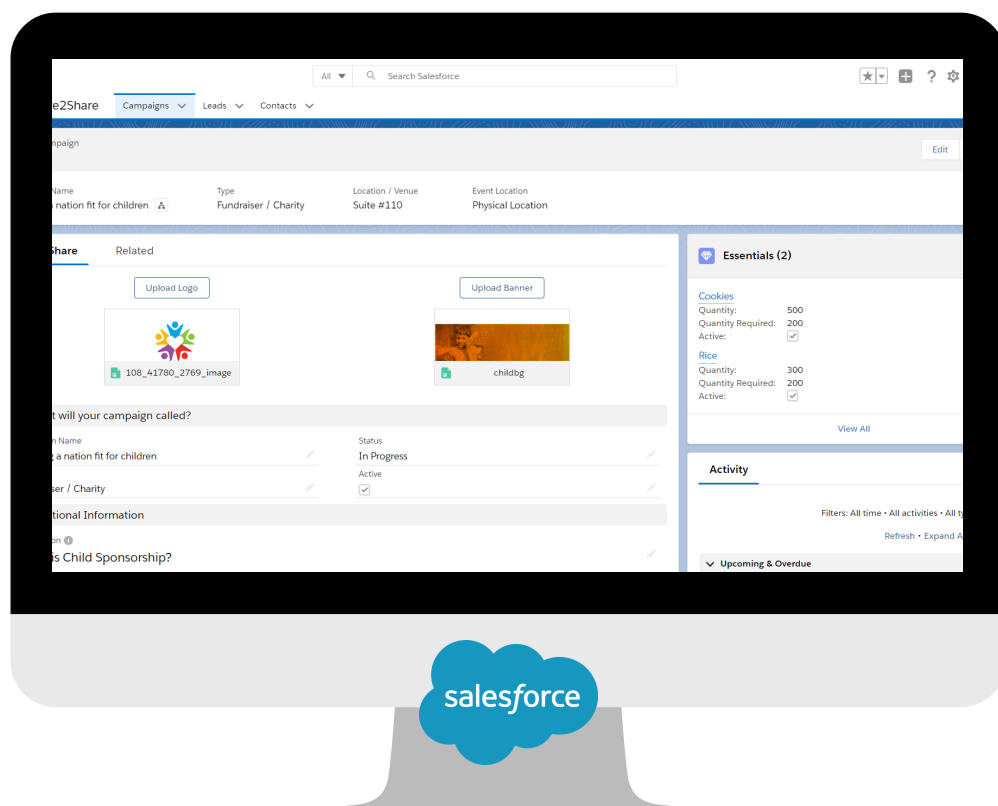 All
Search Salesforce
e2Share Campaigns Leads Contacts
npaign
Edit
Name Type Location / Venue Event Location
nation fit for children Fundraiser / Charity Suite #110 Physical Location
Share Related
Upload Logo Upload Banner
108_41780_2769_image childbg
t will your campaign called?
n Name Status
g a nation fit for children In Progress
Active
ser / Charity
tional Information
on
is Child Sponsorship?
Essentials (2)
Cookies
Quantity: 500
Quantity Required: 200
Active:
Rice
Quantity: 300
Quantity Required: 200
Active:
View All
Activity
Filters: All time • All activities • All ty
Refresh • Expand A
Upcoming & Overdue
salesforce